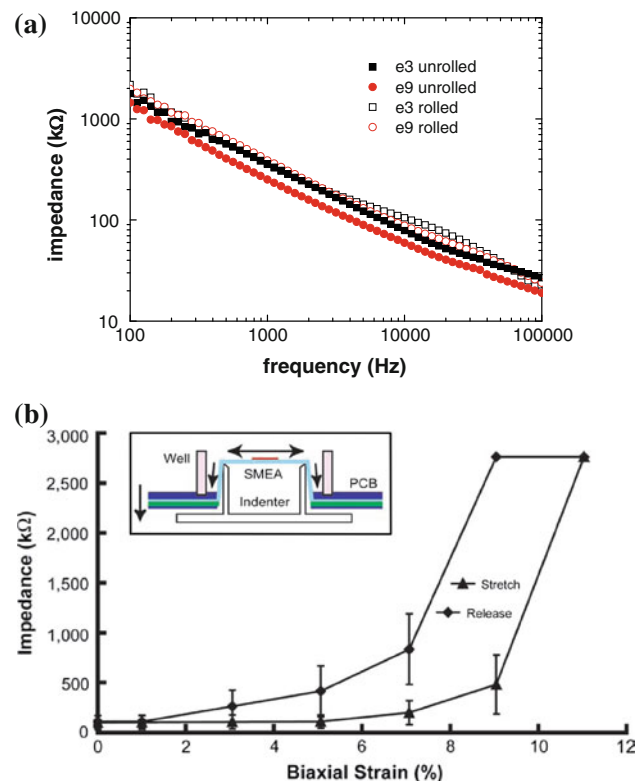 (a)
10000
1000
100
10
impedance (kΩ)
e3 unrolled
e9 unrolled
e3 rolled
e9 rolled
100 1000 10000 100000
frequency (Hz)
(b)
3,000
2,500
2,000
1,500
1,000
500
0
Impedance (kΩ)
Well
SMEA
PCB
Indenter
Stretch
Release
0 2 4 6 8 10 12
Biaxial Strain (%)